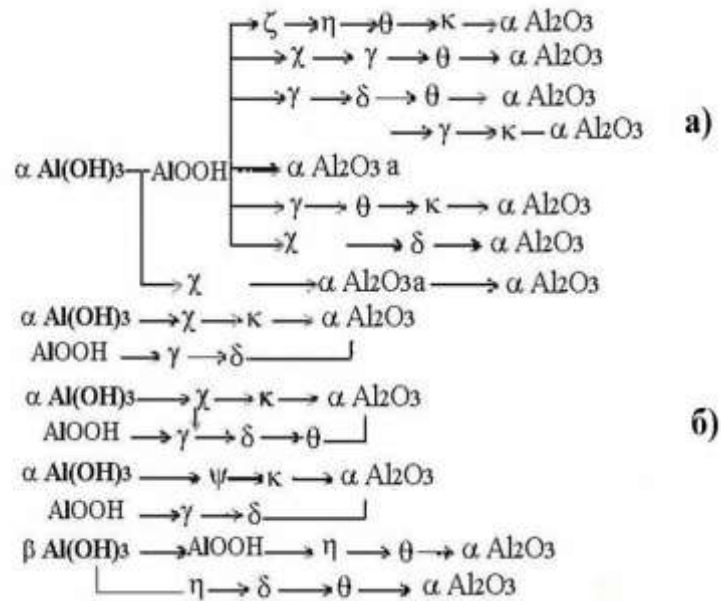 ζ → η → θ → κ → α Al2O3
χ → γ → θ → α Al2O3
γ → δ → θ → α Al2O3
а)
→ γ → κ — α Al2O3
α Al(OH)3 — AlOOH → α Al2O3 a
γ → θ → κ → α Al2O3
χ → δ → α Al2O3
→ χ → α Al2O3a → α Al2O3
α Al(OH)3 → χ → κ → α Al2O3
AlOOH → γ → δ
α Al(OH)3 → χ → κ → α Al2O3
б)
AlOOH → γ → δ → θ
α Al(OH)3 → ψ → κ → α Al2O3
AlOOH → γ → δ
β Al(OH)3 → AlOOH → η → θ → α Al2O3
η → δ → θ → α Al2O3